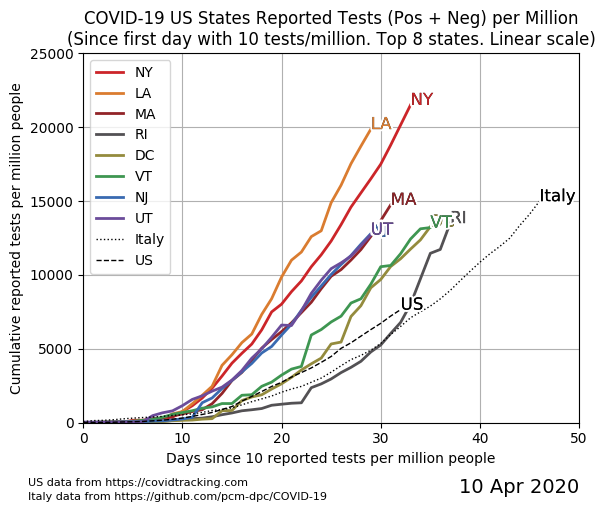 COVID-19 US States Reported Tests (Pos + Neg) per Million
(Since first day with 10 tests/million. Top 8 states. Linear scale)
Cumulative reported tests per million people
25000
20000
15000
10000
5000
0
NY
LA
MA
RI
DC
VT
NJ
UT
Italy
US
NY
LA
MA
Italy
UT
VT
RI
US
0
10
20
30
40
50
Days since 10 reported tests per million people
US data from https://covidtracking.com
Italy data from https://github.com/pcm-dpc/COVID-19
10 Apr 2020